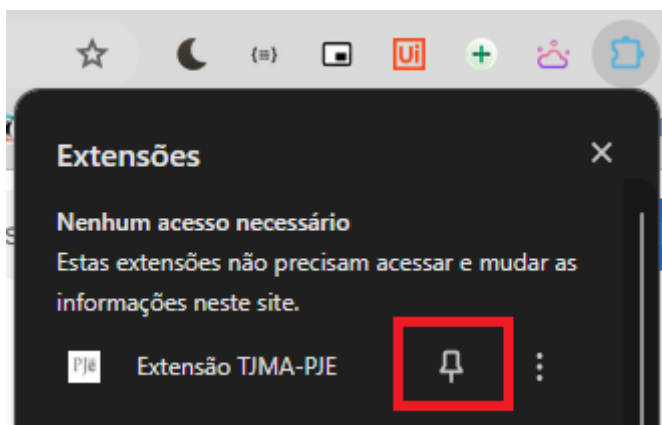 {≡}
Ui
Extensões
Nenhum acesso necessário
Estas extensões não precisam acessar e mudar as
informações neste site.
PJe Extensão TJMA-PJE